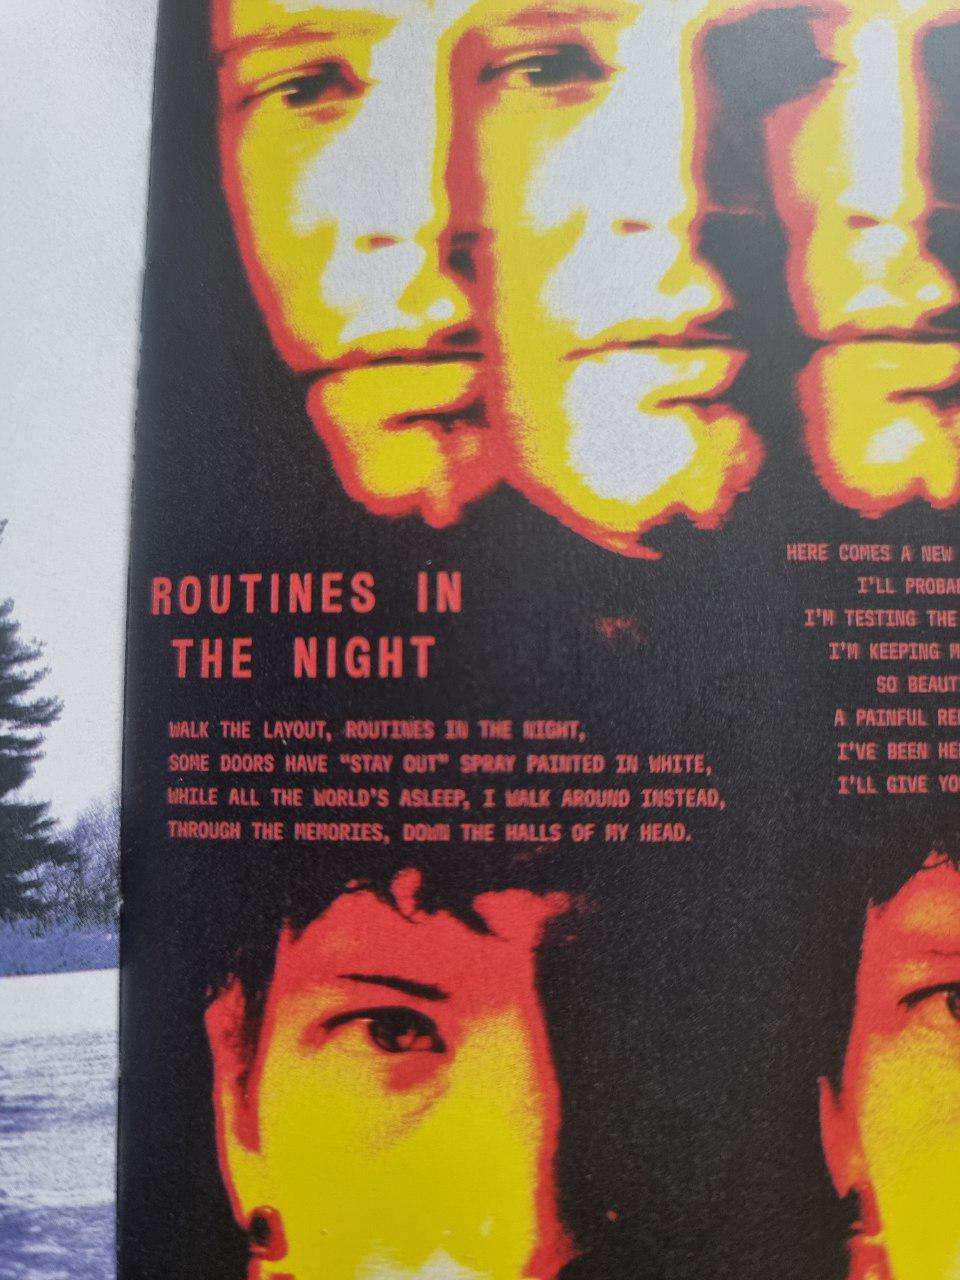 ROUTINES IN
THE NIGHT
WALK THE LAYOUT, ROUTINES IN THE NIGHT,
SOME DOORS HAVE "STAY OUT" SPRAY PAINTED IN WHITE,
WHILE ALL THE WORLD'S ASLEEP, I WALK AROUND INSTEAD,
THROUGH THE MEMORIES, DOWN THE HALLS OF MY HEAD.
HERE COMES A NEW
I'LL
I'M TESTING THE
I'M KEEPING
SO
A PAINFUL
I'VE BEEN
I'LL GIVE